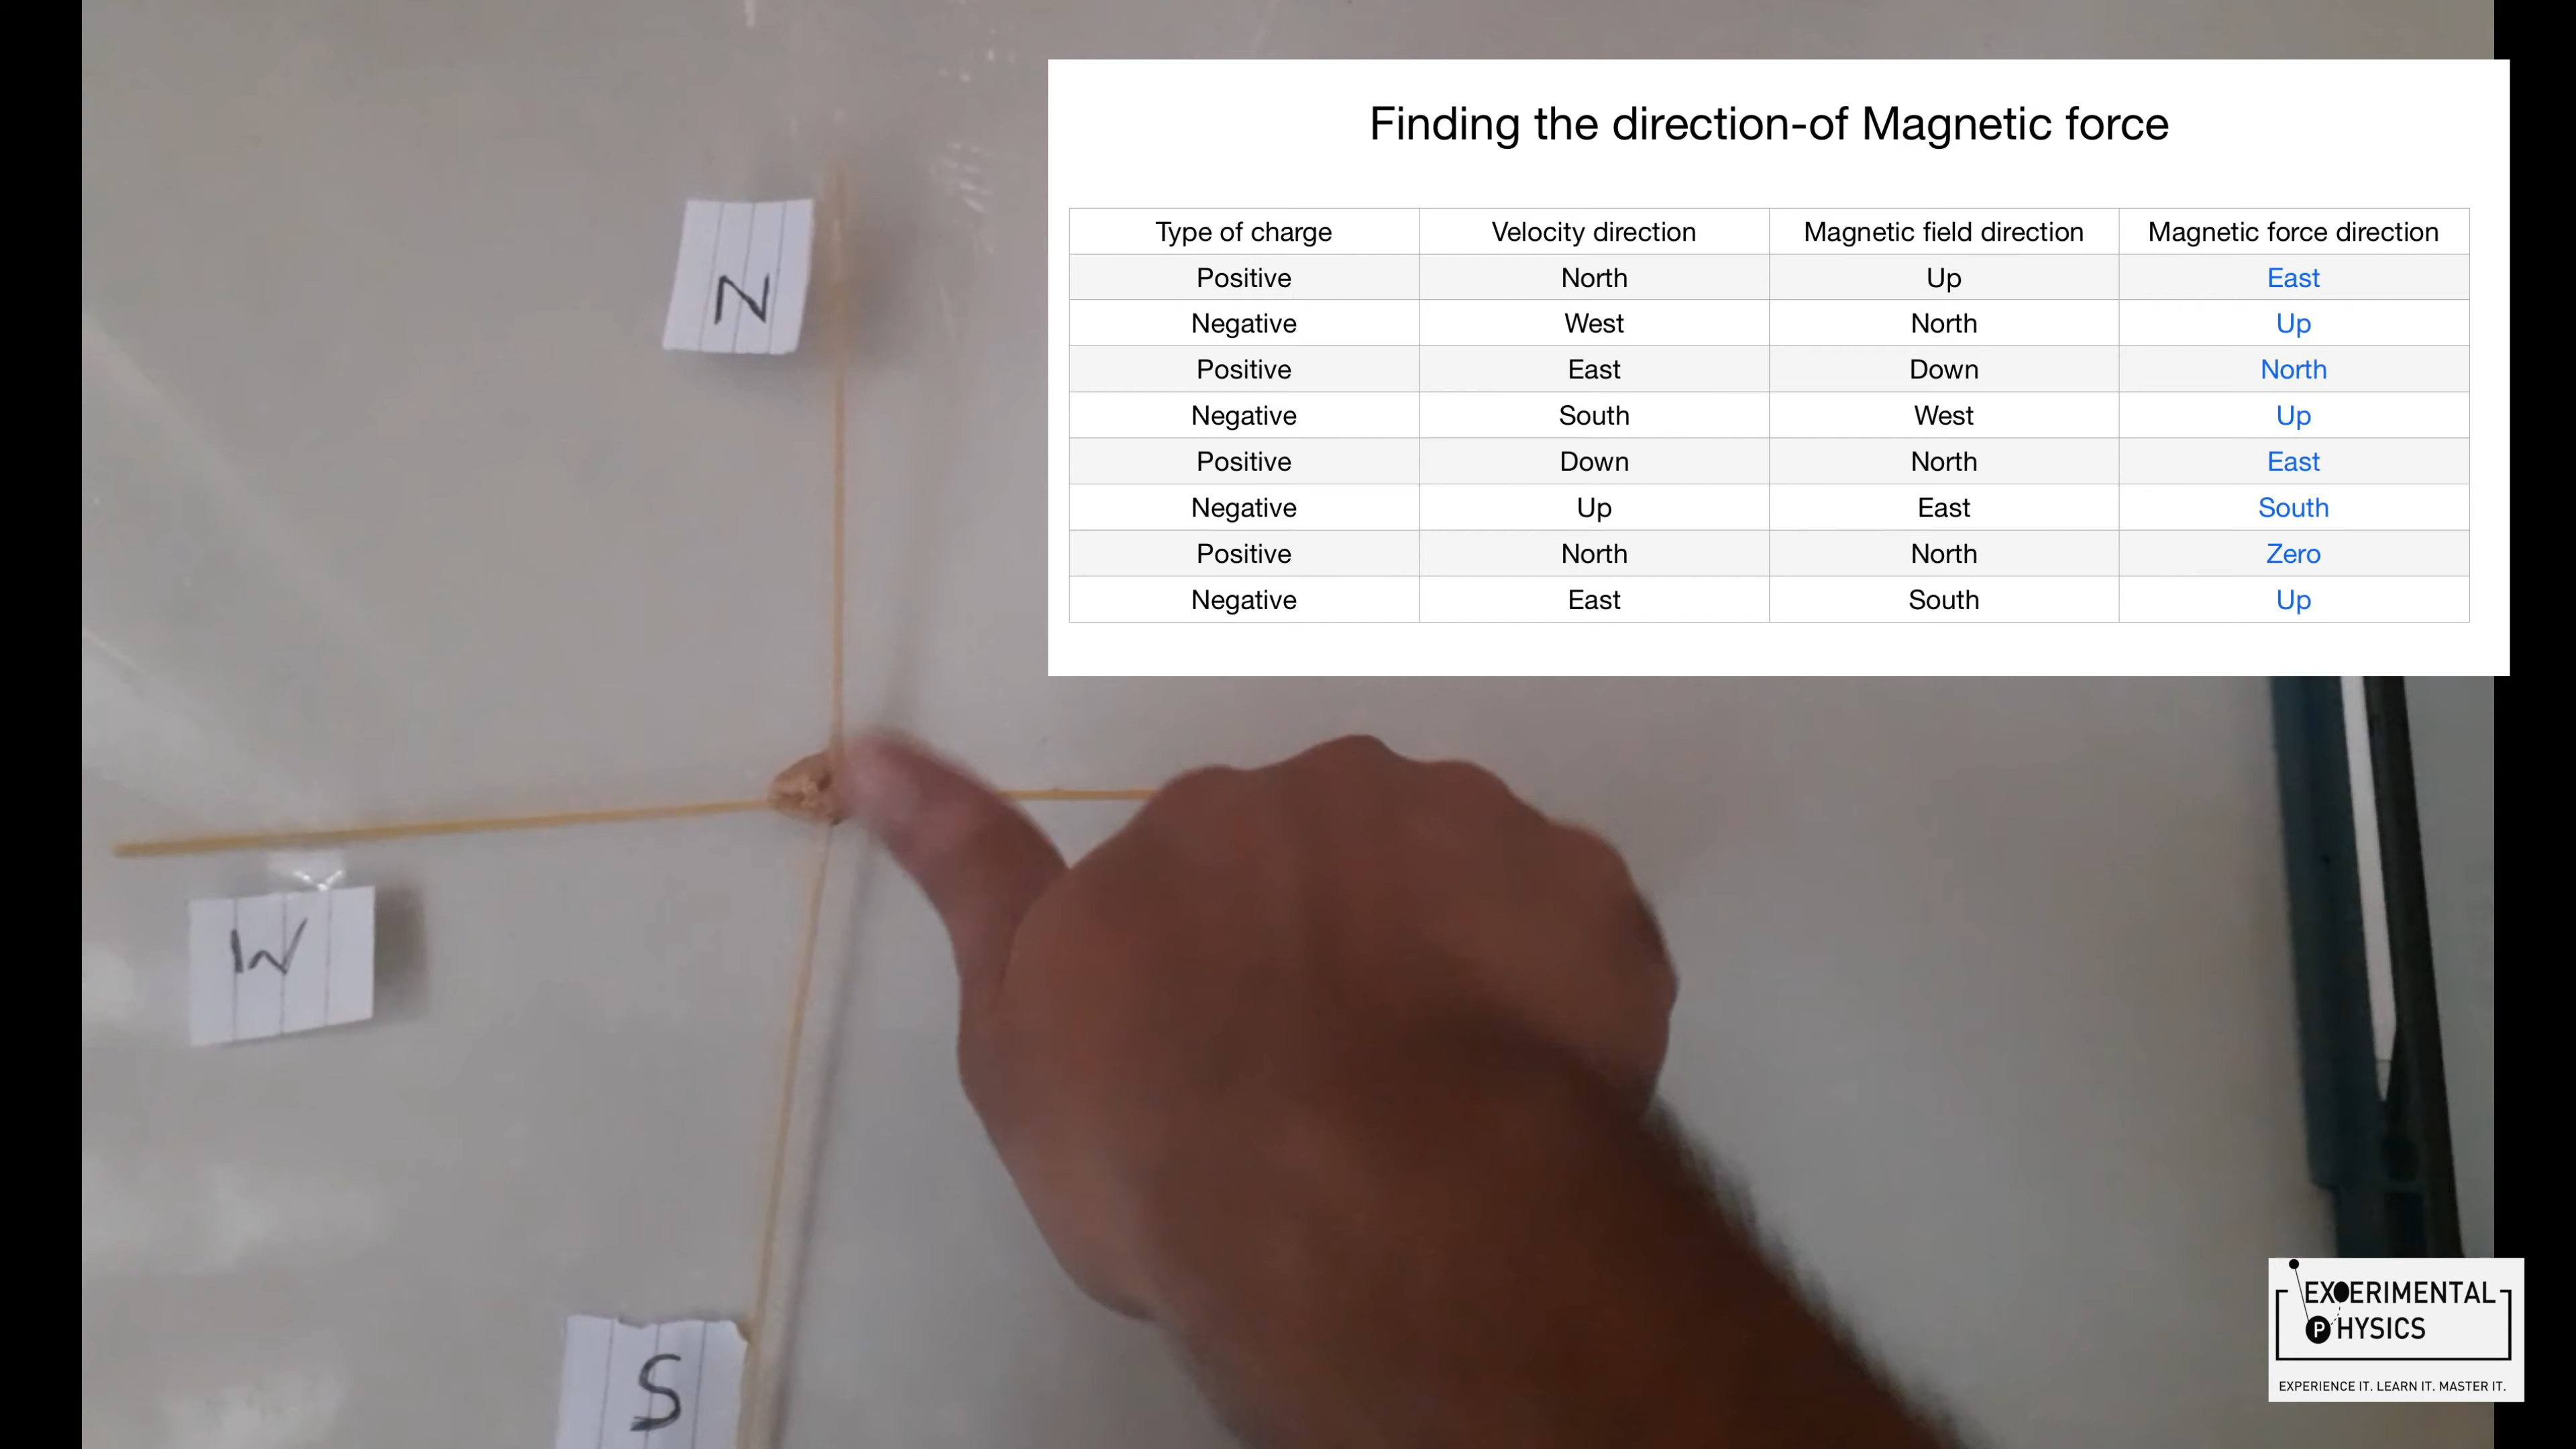 Finding the direction-of Magnetic force
Type of charge Velocity direction Magnetic field direction Magnetic force direction
Positive North Up East
Negative West North Up
Positive East Down North
Negative South West Up
Positive Down North East
Negative Up East South
Positive North North Zero
Negative East South Up
N
W
S
EXPERIMENTAL
PHYSICS
EXPERIENCE IT. LEARN IT. MASTER IT.